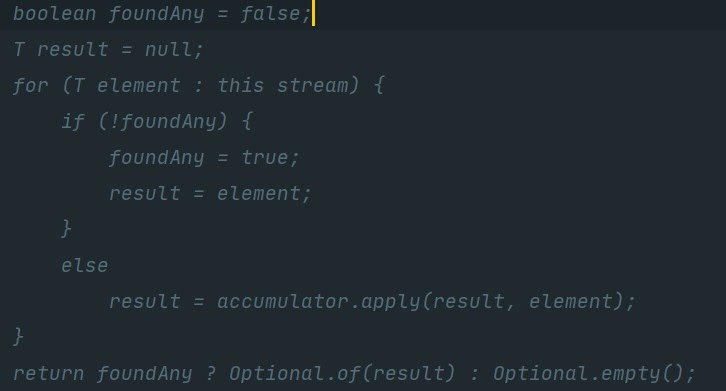 boolean foundAny = false;
T result = null;
for (T element : this stream) {
    if (!foundAny) {
        foundAny = true;
        result = element;
    }
    else
        result = accumulator.apply(result, element);
}
return foundAny ? Optional.of(result) : Optional.empty();